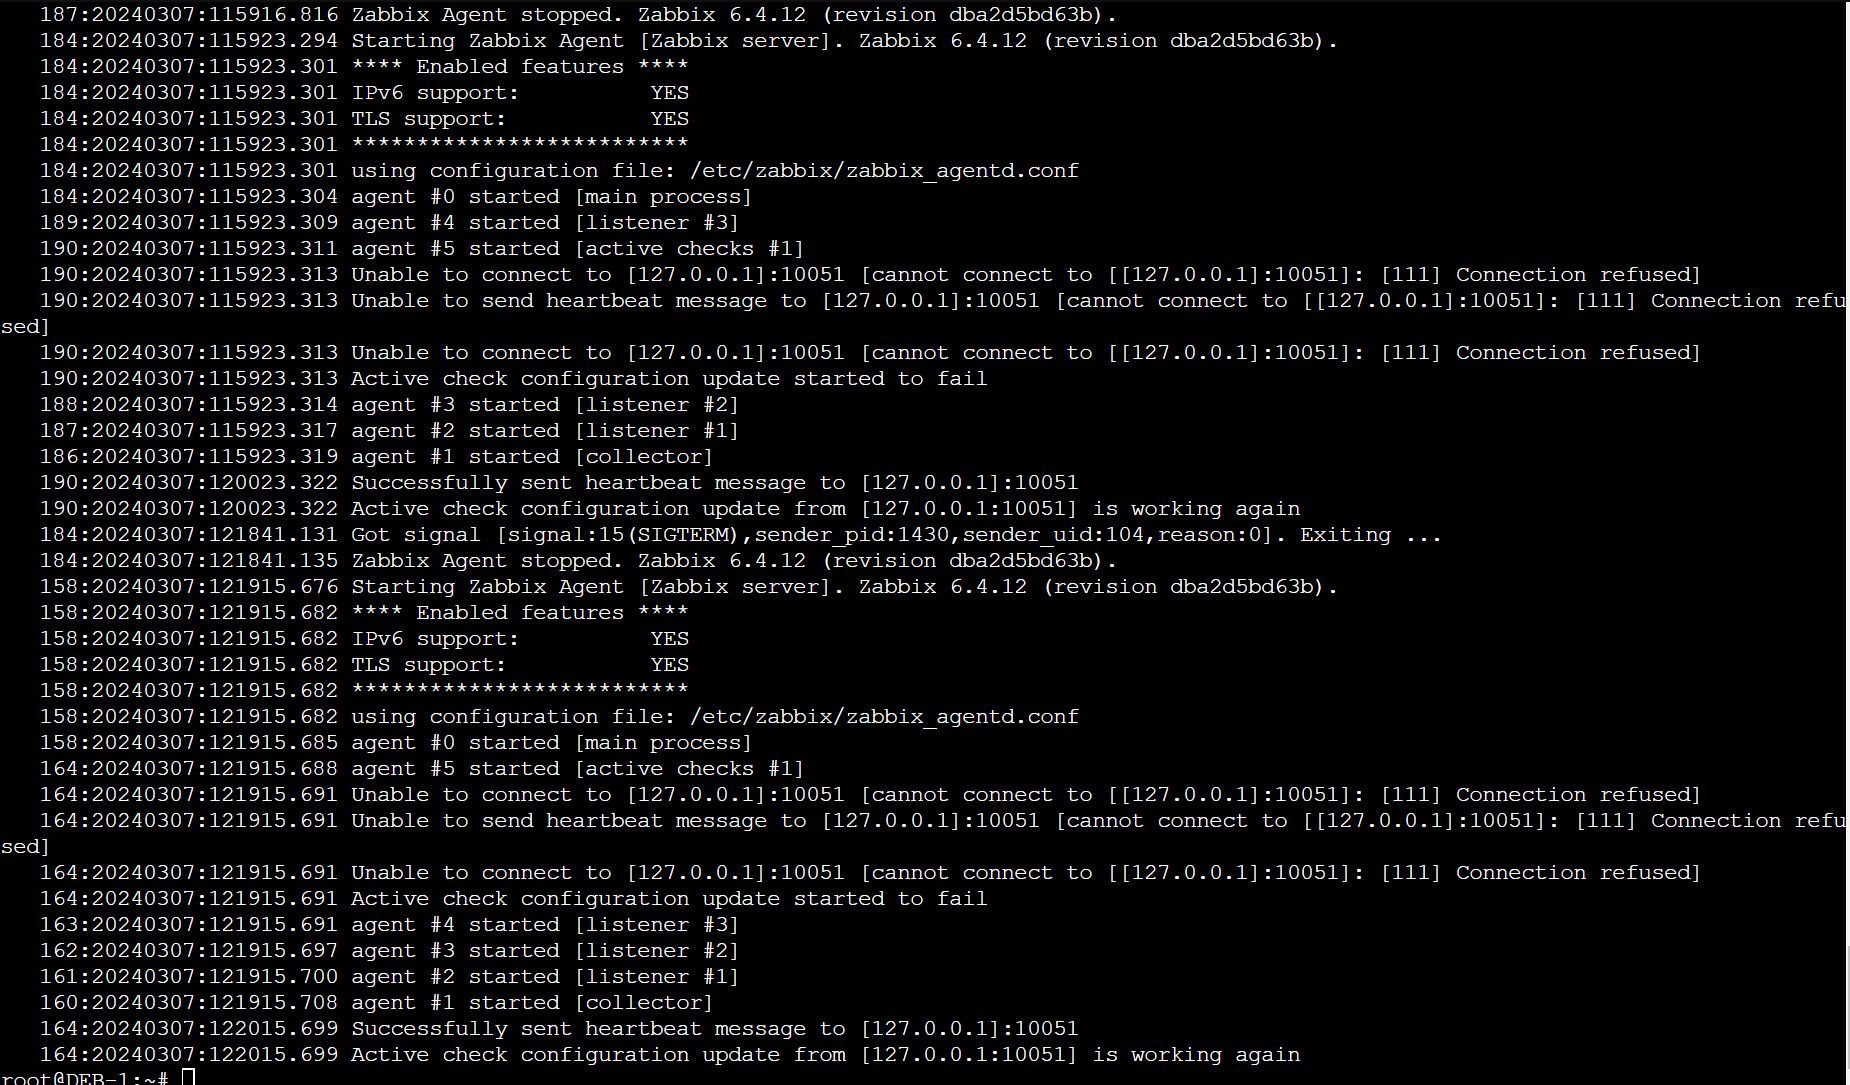 187:20240307:115916.816 Zabbix Agent stopped. Zabbix 6.4.12 (revision dba2d5bd63b).
184:20240307:115923.294 Starting Zabbix Agent [Zabbix server]. Zabbix 6.4.12 (revision dba2d5bd63b).
184:20240307:115923.301 **** Enabled features ****
184:20240307:115923.301 IPv6 support:          YES
184:20240307:115923.301 TLS support:           YES
184:20240307:115923.301 **************************
184:20240307:115923.301 using configuration file: /etc/zabbix/zabbix_agentd.conf
184:20240307:115923.304 agent #0 started [main process]
189:20240307:115923.309 agent #4 started [listener #3]
190:20240307:115923.311 agent #5 started [active checks #1]
190:20240307:115923.313 Unable to connect to [127.0.0.1]:10051 [cannot connect to [[127.0.0.1]:10051]: [111] Connection refused]
190:20240307:115923.313 Unable to send heartbeat message to [127.0.0.1]:10051 [cannot connect to [[127.0.0.1]:10051]: [111] Connection refu
sed]
190:20240307:115923.313 Unable to connect to [127.0.0.1]:10051 [cannot connect to [[127.0.0.1]:10051]: [111] Connection refused]
190:20240307:115923.313 Active check configuration update started to fail
188:20240307:115923.314 agent #3 started [listener #2]
187:20240307:115923.317 agent #2 started [listener #1]
186:20240307:115923.319 agent #1 started [collector]
190:20240307:120023.322 Successfully sent heartbeat message to [127.0.0.1]:10051
190:20240307:120023.322 Active check configuration update from [127.0.0.1:10051] is working again
184:20240307:121841.131 Got signal [signal:15(SIGTERM),sender_pid:1430,sender_uid:104,reason:0]. Exiting ...
184:20240307:121841.135 Zabbix Agent stopped. Zabbix 6.4.12 (revision dba2d5bd63b).
158:20240307:121915.676 Starting Zabbix Agent [Zabbix server]. Zabbix 6.4.12 (revision dba2d5bd63b).
158:20240307:121915.682 **** Enabled features ****
158:20240307:121915.682 IPv6 support:          YES
158:20240307:121915.682 TLS support:           YES
158:20240307:121915.682 **************************
158:20240307:121915.682 using configuration file: /etc/zabbix/zabbix_agentd.conf
158:20240307:121915.685 agent #0 started [main process]
164:20240307:121915.688 agent #5 started [active checks #1]
164:20240307:121915.691 Unable to connect to [127.0.0.1]:10051 [cannot connect to [[127.0.0.1]:10051]: [111] Connection refused]
164:20240307:121915.691 Unable to send heartbeat message to [127.0.0.1]:10051 [cannot connect to [[127.0.0.1]:10051]: [111] Connection refu
sed]
164:20240307:121915.691 Unable to connect to [127.0.0.1]:10051 [cannot connect to [[127.0.0.1]:10051]: [111] Connection refused]
164:20240307:121915.691 Active check configuration update started to fail
163:20240307:121915.691 agent #4 started [listener #3]
162:20240307:121915.697 agent #3 started [listener #2]
161:20240307:121915.700 agent #2 started [listener #1]
160:20240307:121915.708 agent #1 started [collector]
164:20240307:122015.699 Successfully sent heartbeat message to [127.0.0.1]:10051
164:20240307:122015.699 Active check configuration update from [127.0.0.1:10051] is working again
root@DEB-1:~#